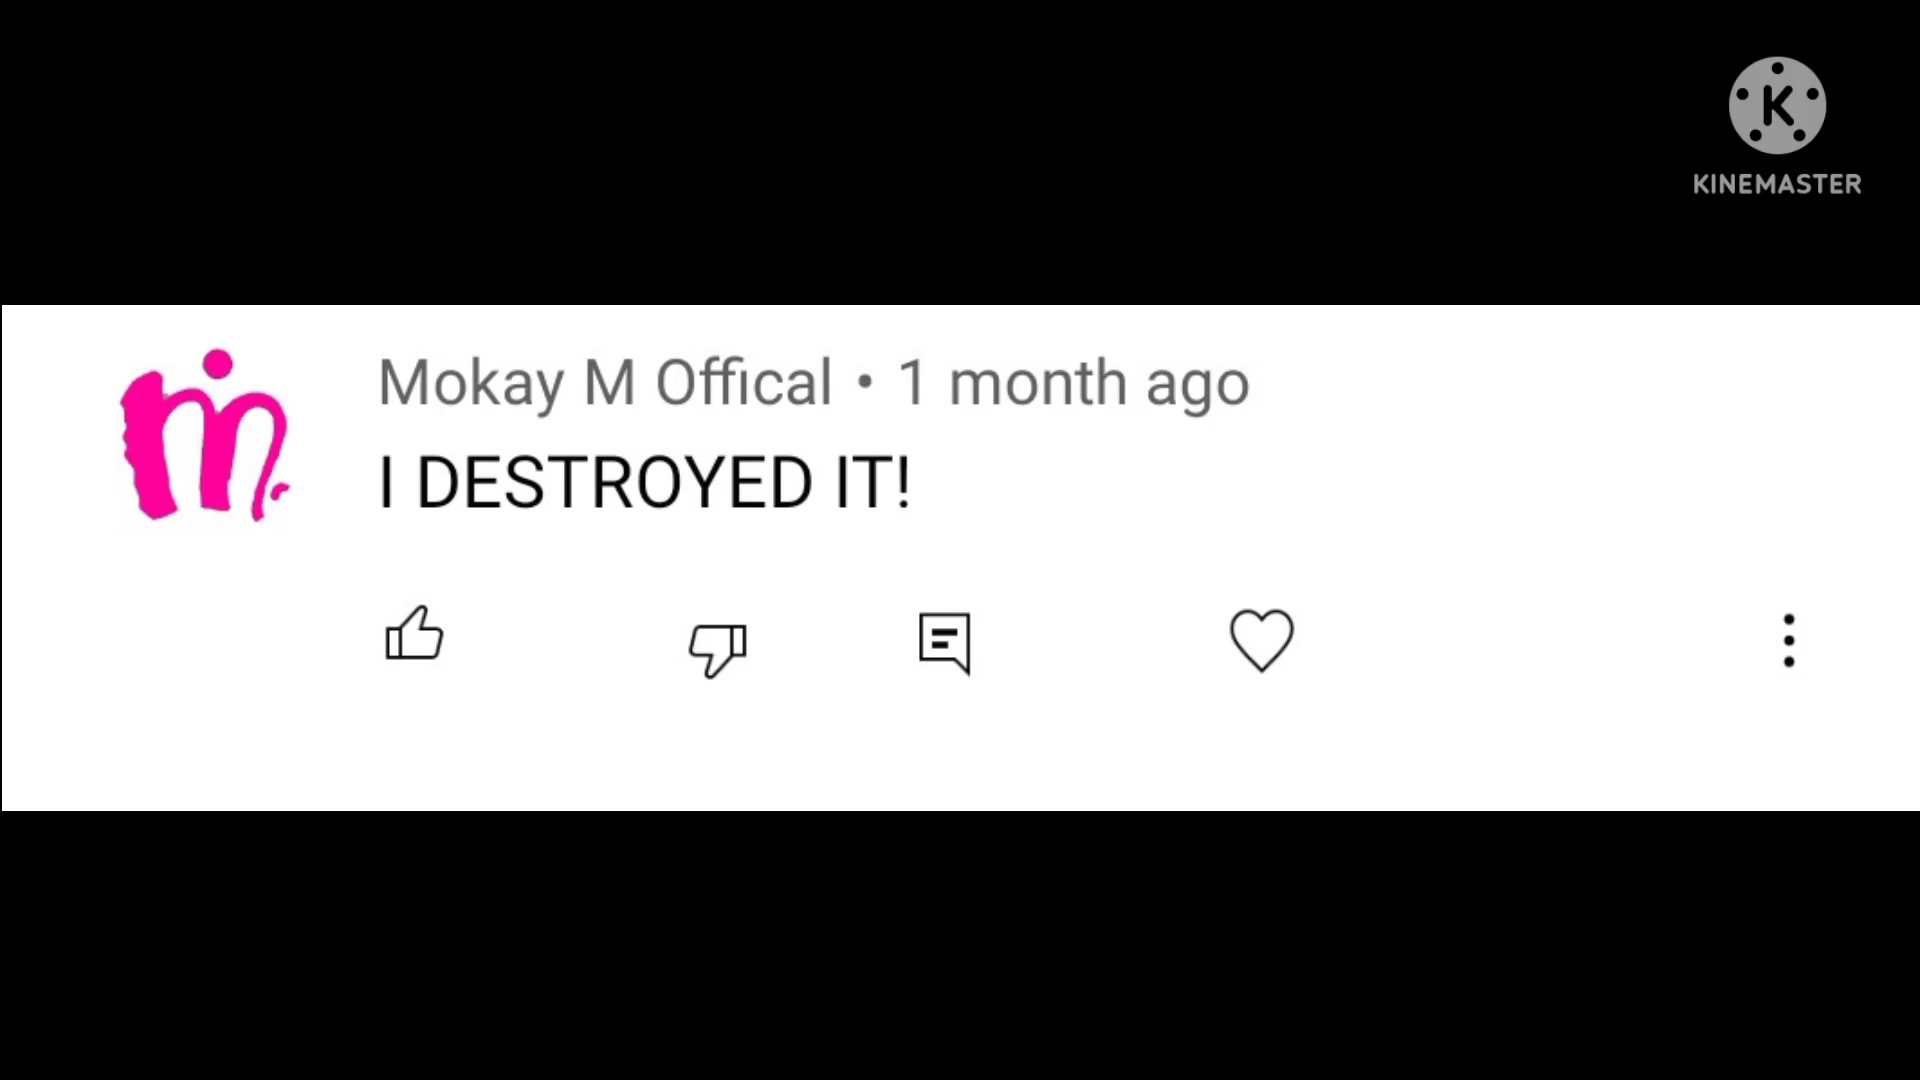 K
KINEMASTER
m
Mokay M Offical • 1 month ago
I DESTROYED IT!